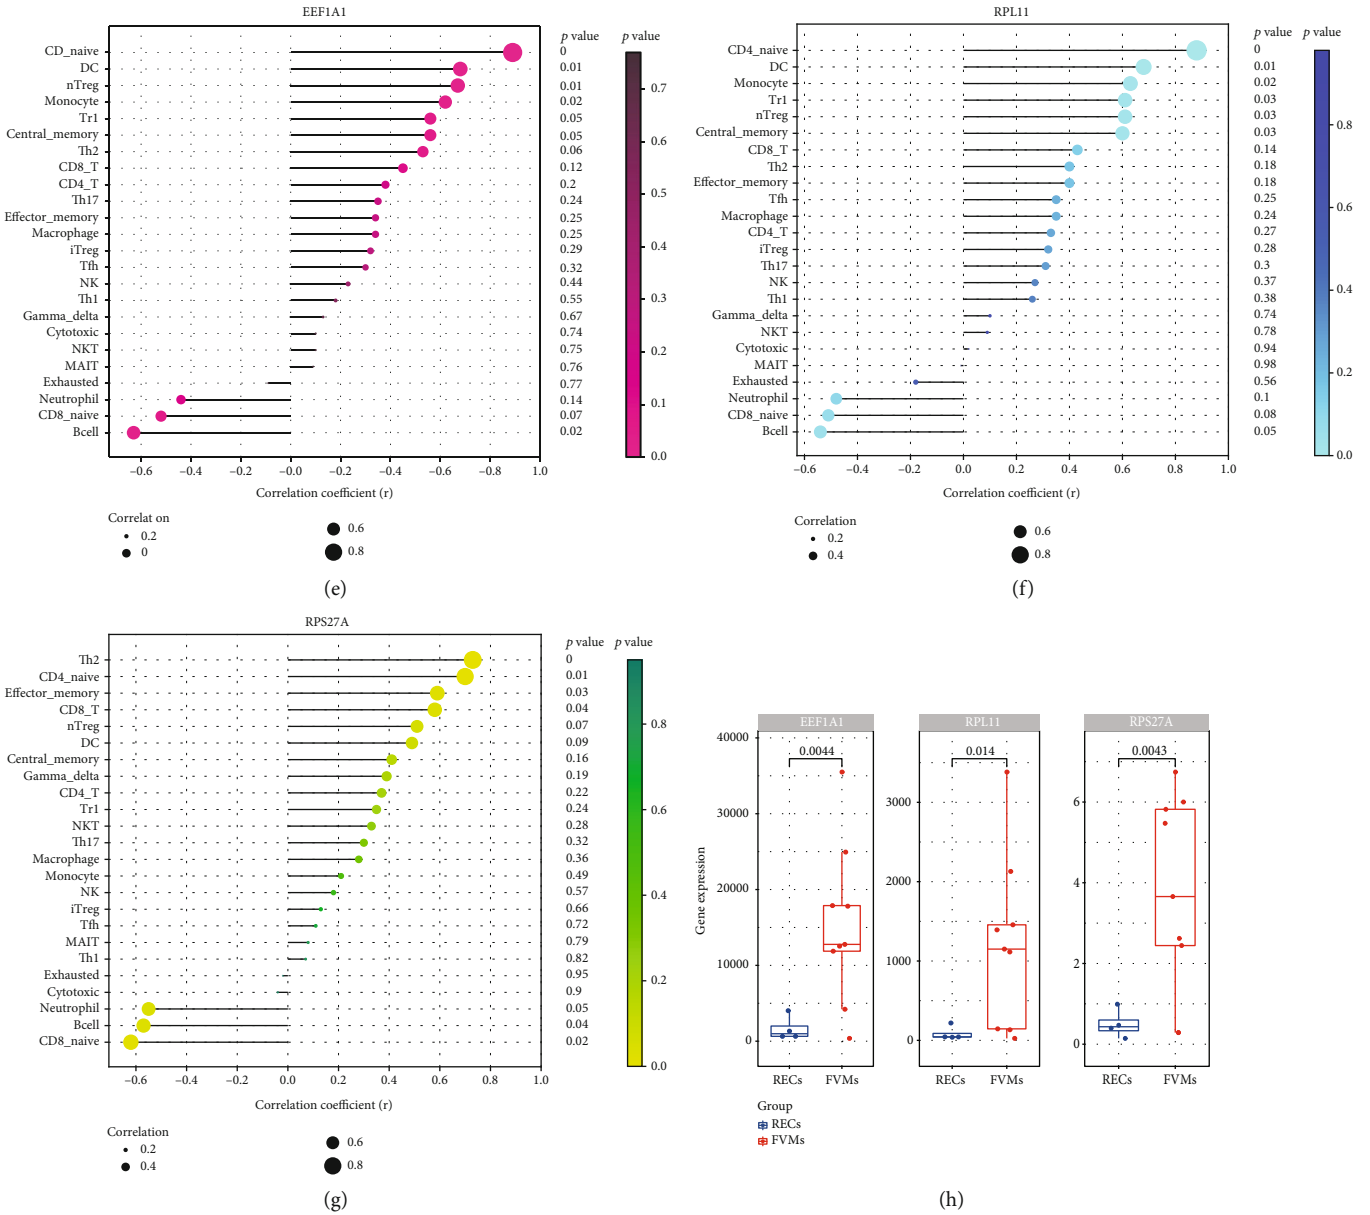 EEF1A1
p value p value
CD_naive 0
DC 0.01
nTreg 0.01
Monocyte 0.02
Tr1 0.05
Central_memory 0.05
Th2 0.06
CD8_T 0.12
CD4_T 0.2
Th17 0.24
Effector_memory 0.25
Macrophage 0.25
iTreg 0.29
Tfh 0.32
NK 0.44
Th1 0.55
Gamma_delta 0.67
Cytotoxic 0.74
NKT 0.75
MAIT 0.76
Exhausted 0.77
Neutrophil 0.14
CD8_naive 0.07
Bcell 0.02
0.7
0.6
0.5
0.4
0.3
0.2
0.1
0.0
−0.6 −0.4 −0.2 −0.0 −0.2 −0.4 −0.6 −0.8 1.0
Correlation coefficient (r)
Correlat on
0.2
0
0.6
0.8
(e)
RPL11
p value p value
CD4_naive 0
DC 0.01
Monocyte 0.02
Tr1 0.03
nTreg 0.03
Central_memory 0.03
CD8_T 0.14
Th2 0.18
Effector_memory 0.18
Tfh 0.25
Macrophage 0.24
CD4_T 0.27
iTreg 0.28
Th17 0.3
NK 0.37
Th1 0.38
Gamma_delta 0.74
NKT 0.78
Cytotoxic 0.94
MAIT 0.98
Exhausted 0.56
Neutrophil 0.1
CD8_naive 0.08
Bcell 0.05
0.8
0.6
0.4
0.2
0.0
−0.6 −0.4 −0.2 0.0 0.2 0.4 0.6 0.8 1.0
Correlation coefficient (r)
Correlation
0.2
0.4
0.6
0.8
(f)
RPS27A
p value p value
Th2 0
CD4_naive 0.01
Effector_memory 0.03
CD8_T 0.04
nTreg 0.07
DC 0.09
Central_memory 0.16
Gamma_delta 0.19
CD4_T 0.22
Tr1 0.24
NKT 0.28
Th17 0.32
Macrophage 0.36
Monocyte 0.49
NK 0.57
iTreg 0.66
Tfh 0.72
MAIT 0.79
Th1 0.82
Exhausted 0.95
Cytotoxic 0.9
Neutrophil 0.05
Bcell 0.04
CD8_naive 0.02
0.8
0.6
0.4
0.2
0.0
−0.6 −0.4 −0.2 0.0 0.2 0.4 0.6 0.8 1.0
Correlation coefficient (r)
Correlation
0.2
0.4
0.6
0.8
(g)
EEF1A1 RPL11 RPS27A
0.0044 0.014 0.0043
Gene expression
40000
30000
20000
10000
0
3000
2000
1000
0
6
4
2
0
RECs FVMs RECs FVMs RECs FVMs
Group
RECs
FVMs
(h)